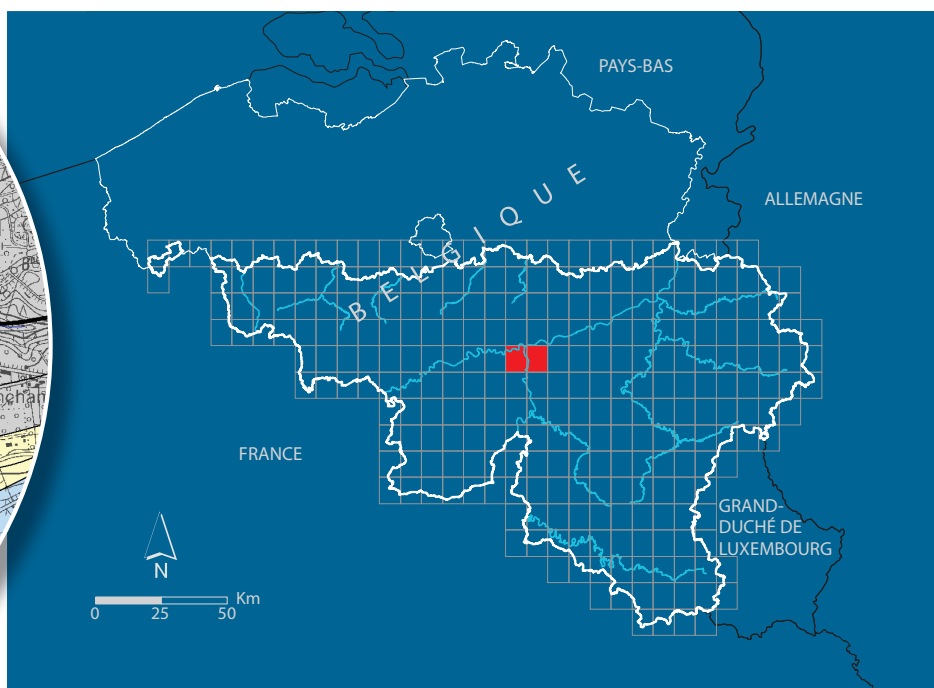 PAYS-BAS
ALLEMAGNE
BELGIQUE
FRANCE
GRAND-
DUCHÉ DE
LUXEMBOURG
N
Km
0 25 50